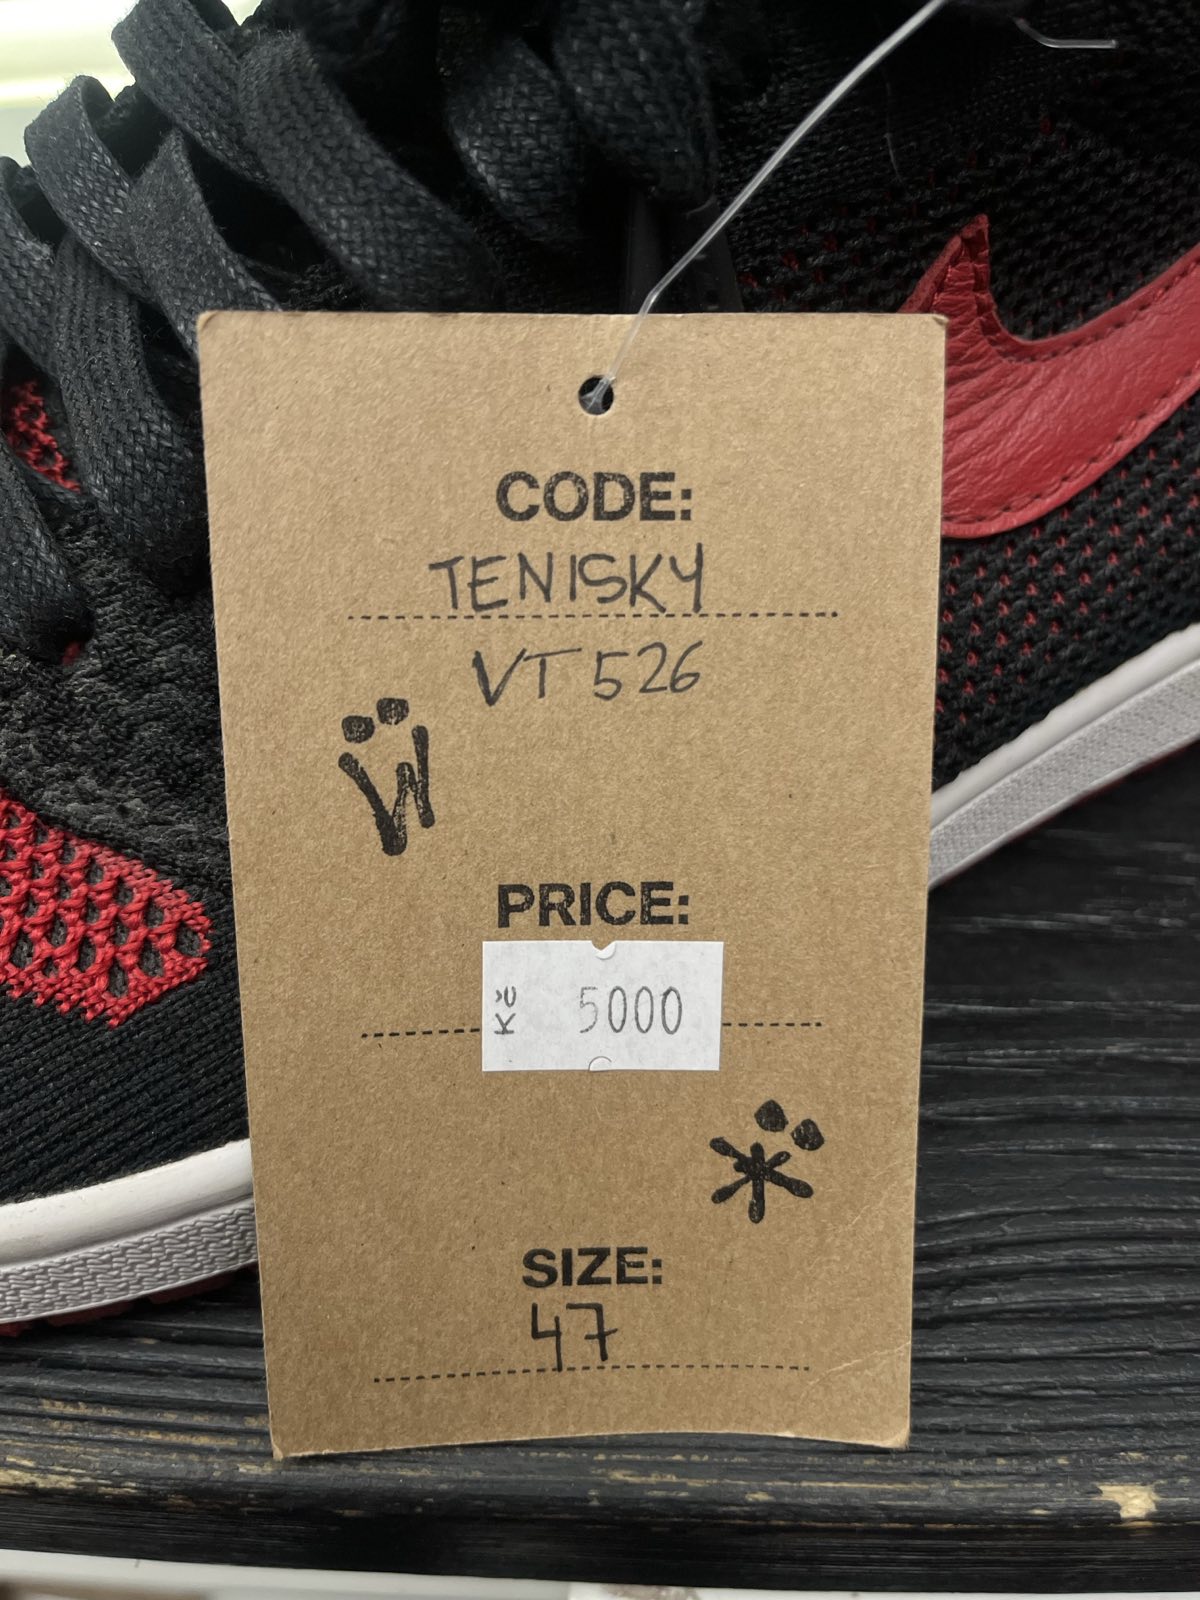 CODE:
TENISKY
VT 526
PRICE:
Kč 5000
SIZE:
47